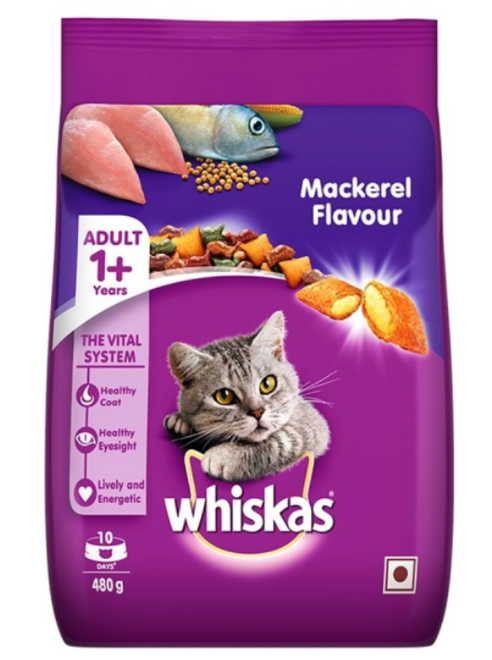 Mackerel
Flavour
ADULT
1+
Years
THE VITAL
SYSTEM
Healthy
Coat
Healthy
Eyesight
Lively and
Energetic
whiskas®
10
DAYS*
480g